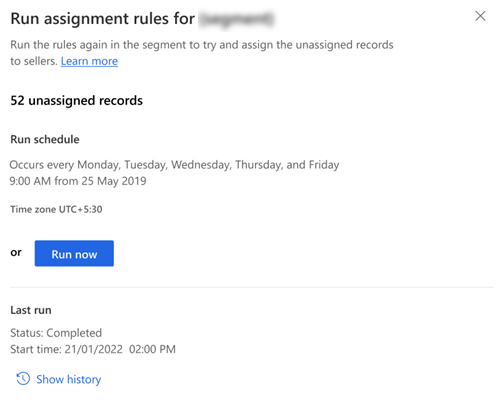 Run assignment rules for
Run the rules again in the segment to try and assign the unassigned records
to sellers. Learn more
52 unassigned records
Run schedule
Occurs every Monday, Tuesday, Wednesday, Thursday, and Friday
9:00 AM from 25 May 2019
Time zone UTC+5:30
or Run now
Last run
Status: Completed
Start time: 21/01/2022 02:00 PM
Show history